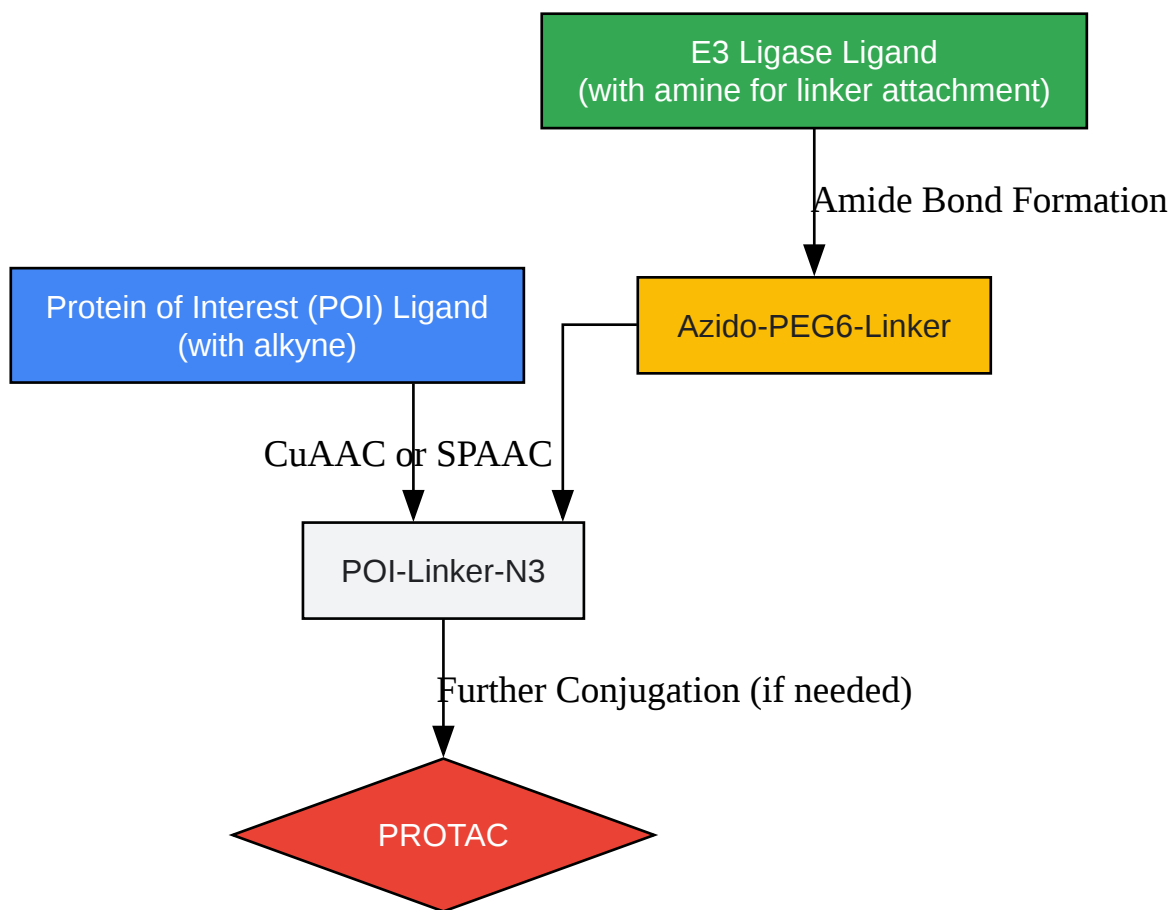 E3 Ligase Ligand
(with amine for linker attachment)
Amide Bond Formation
Protein of Interest (POI) Ligand
(with alkyne)
Azido-PEG6-Linker
CuAAC or SPAAC
POI-Linker-N3
Further Conjugation (if needed)
PROTAC